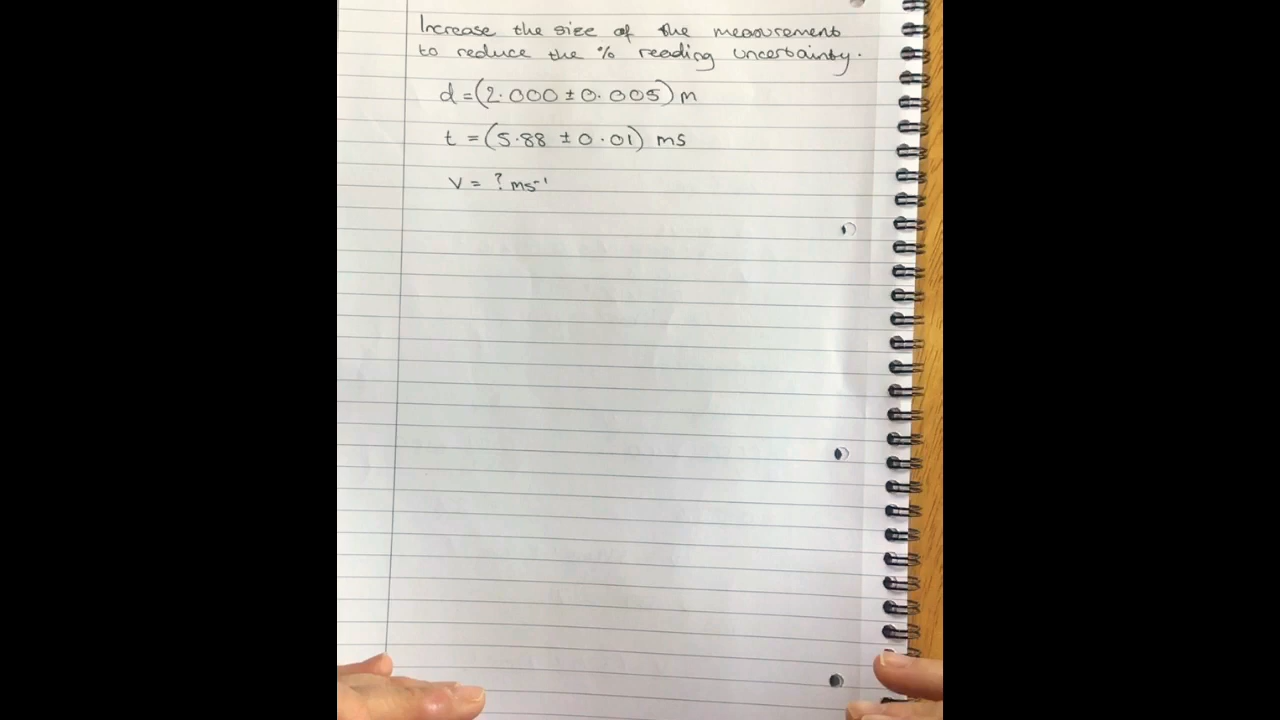 Increase the size of the measurement
to reduce the % reading uncertainty.
d = (2.000 ± 0.005) m
t = (5.88 ± 0.01) ms
v = ? ms⁻¹